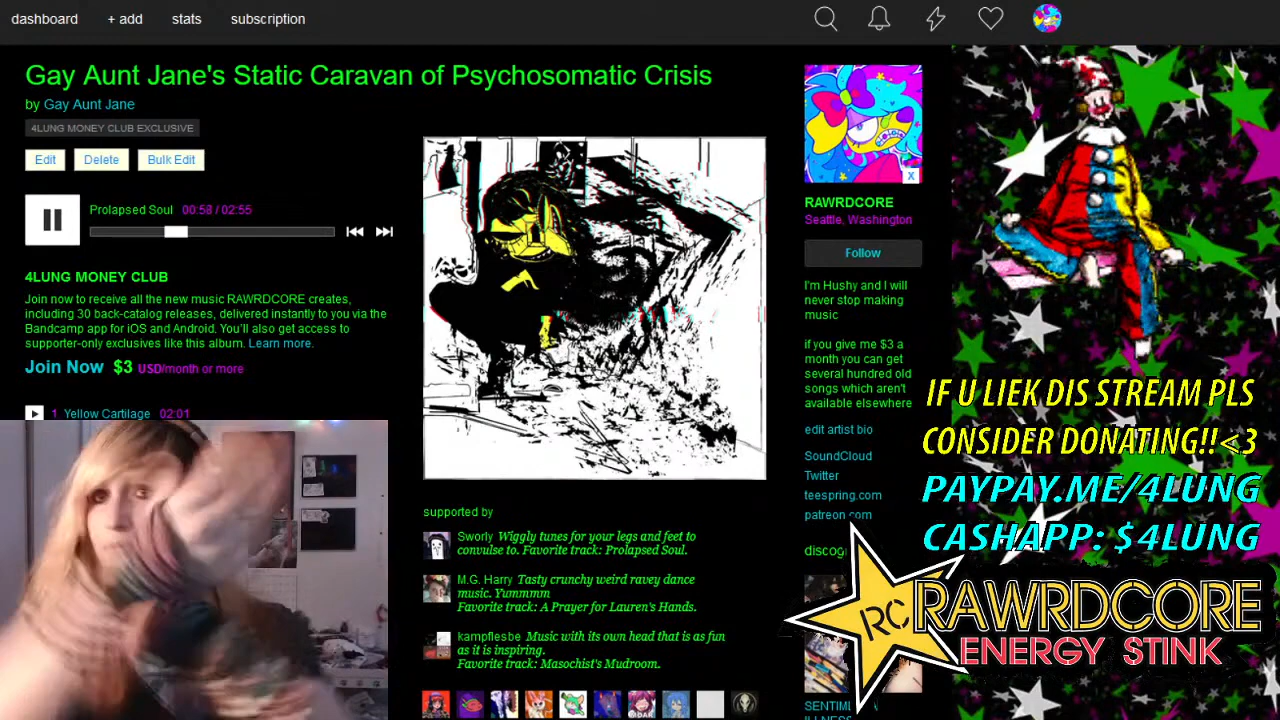 dashboard + add stats subscription
Gay Aunt Jane's Static Caravan of Psychosomatic Crisis
by Gay Aunt Jane
4LUNG MONEY CLUB EXCLUSIVE
Edit Delete Bulk Edit
Prolapsed Soul 00:58 / 02:55
4LUNG MONEY CLUB
Join now to receive all the new music RAWRDCORE creates,
including 30 back-catalog releases, delivered instantly to you via the
Bandcamp app for iOS and Android. You'll also get access to
supporter-only exclusives like this album. Learn more.
Join Now $3 USD/month or more
1 Yellow Cartilage 02:01
supported by
Sworly Wiggly tunes for your legs and feet to
convulse to. Favorite track: Prolapsed Soul.
M.G. Harry Tasty crunchy weird ravey dance
music. Yummmm
Favorite track: A Prayer for Lauren's Hands.
kampflesbe Music with its own head that is as fun
as it is inspiring.
Favorite track: Masochist's Mudroom.
X
RAWRDCORE
Seattle, Washington
Follow
I'm Hushy and I will
never stop making
music
if you give me $3 a
month you can get
several hundred old
songs which aren't
available elsewhere
edit artist bio
SoundCloud
Twitter
teespring.com
patreon.com
discog
IF U LIEK DIS STREAM PLS
CONSIDER DONATING!!<3
PAYPAY.ME/4LUNG
CASHAPP: $4LUNG
RC RAWRDCORE
ENERGY STINK